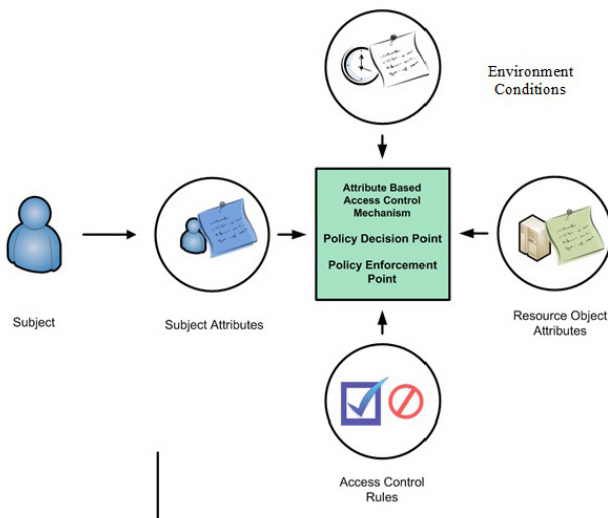 Environment
Conditions
Attribute Based
Access Control
Mechanism
Policy Decision Point
Policy Enforcement
Point
Subject
Subject Attributes
Resource Object
Attributes
Access Control
Rules